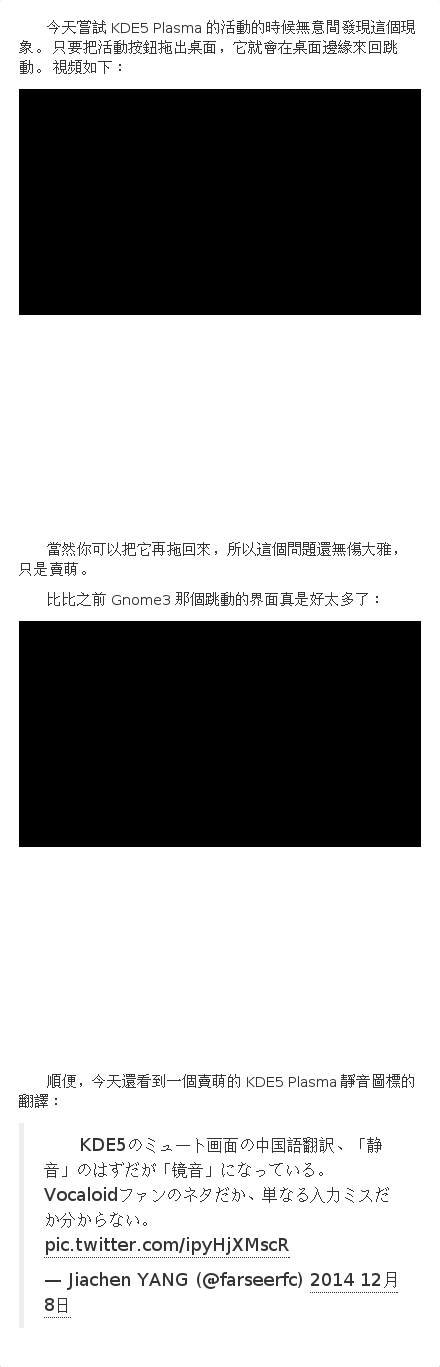 今天嘗試 KDE5 Plasma 的活動的時候無意間發現這個現
象。 只要把活動按鈕拖出桌面，它就會在桌面邊緣來回跳
動。 視頻如下：
當然你可以把它再拖回來，所以這個問題還無傷大雅，
只是賣萌。
比比之前 Gnome3 那個跳動的界面真是好太多了：
順便，今天還看到一個賣萌的 KDE5 Plasma 靜音圖標的
翻譯：
KDE5のミュート画面の中国語翻訳、「静
音」のはずだが「镜音」になっている。
Vocaloidファンのネタだか、単なる入力ミスだ
か分からない。
pic.twitter.com/ipyHjXMscR
— Jiachen YANG (@farseerfc) 2014 12月
8日